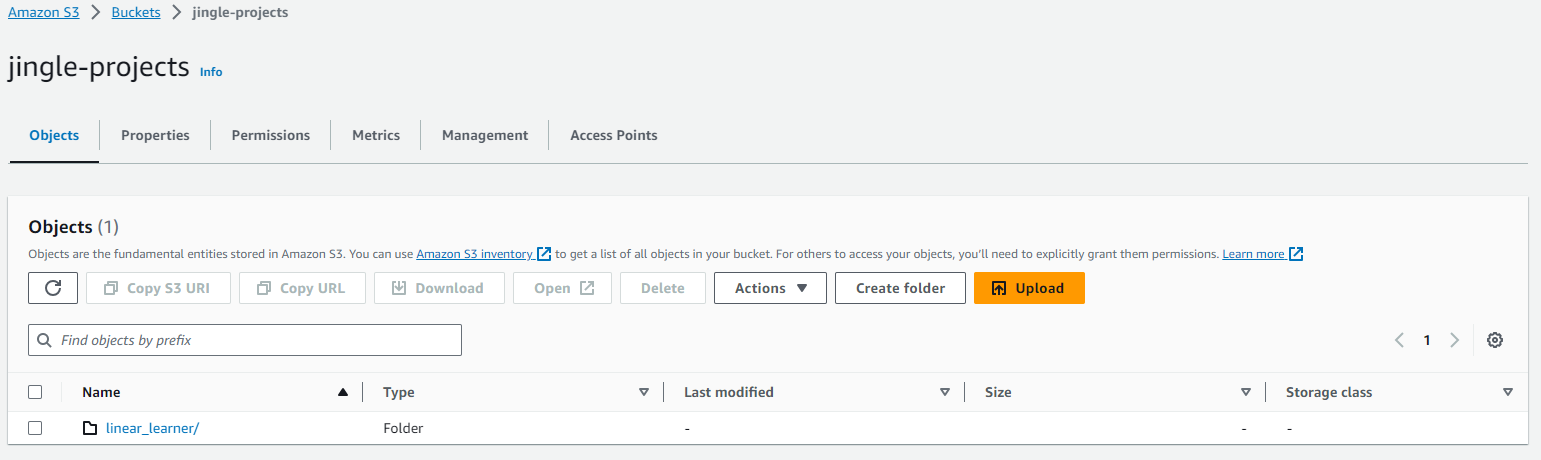 Amazon S3 > Buckets > jingle-projects
jingle-projects Info
Objects Properties Permissions Metrics Management Access Points
Objects (1)
Objects are the fundamental entities stored in Amazon S3. You can use Amazon S3 inventory to get a list of all objects in your bucket. For others to access your objects, you’ll need to explicitly grant them permissions. Learn more
Copy S3 URI Copy URL Download Open Delete Actions Create folder Upload
Find objects by prefix 1
Name Type Last modified Size Storage class
linear_learner/ Folder - - -